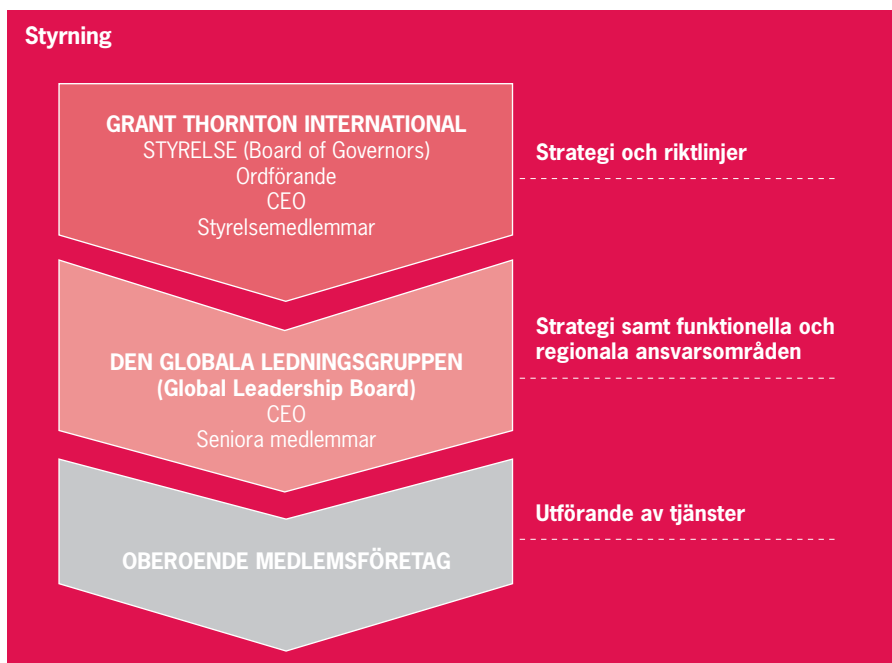 Styrning
GRANT THORNTON INTERNATIONAL
STYRELSE (Board of Governors)
Ordförande
CEO
Styrelsemedlemmar
Strategi och riktlinjer
DEN GLOBALA LEDNINGSGRUPPEN
(Global Leadership Board)
CEO
Seniora medlemmar
Strategi samt funktionella och
regionala ansvarsområden
OBEROENDE MEDLEMSFÖRETAG
Utförande av tjänster